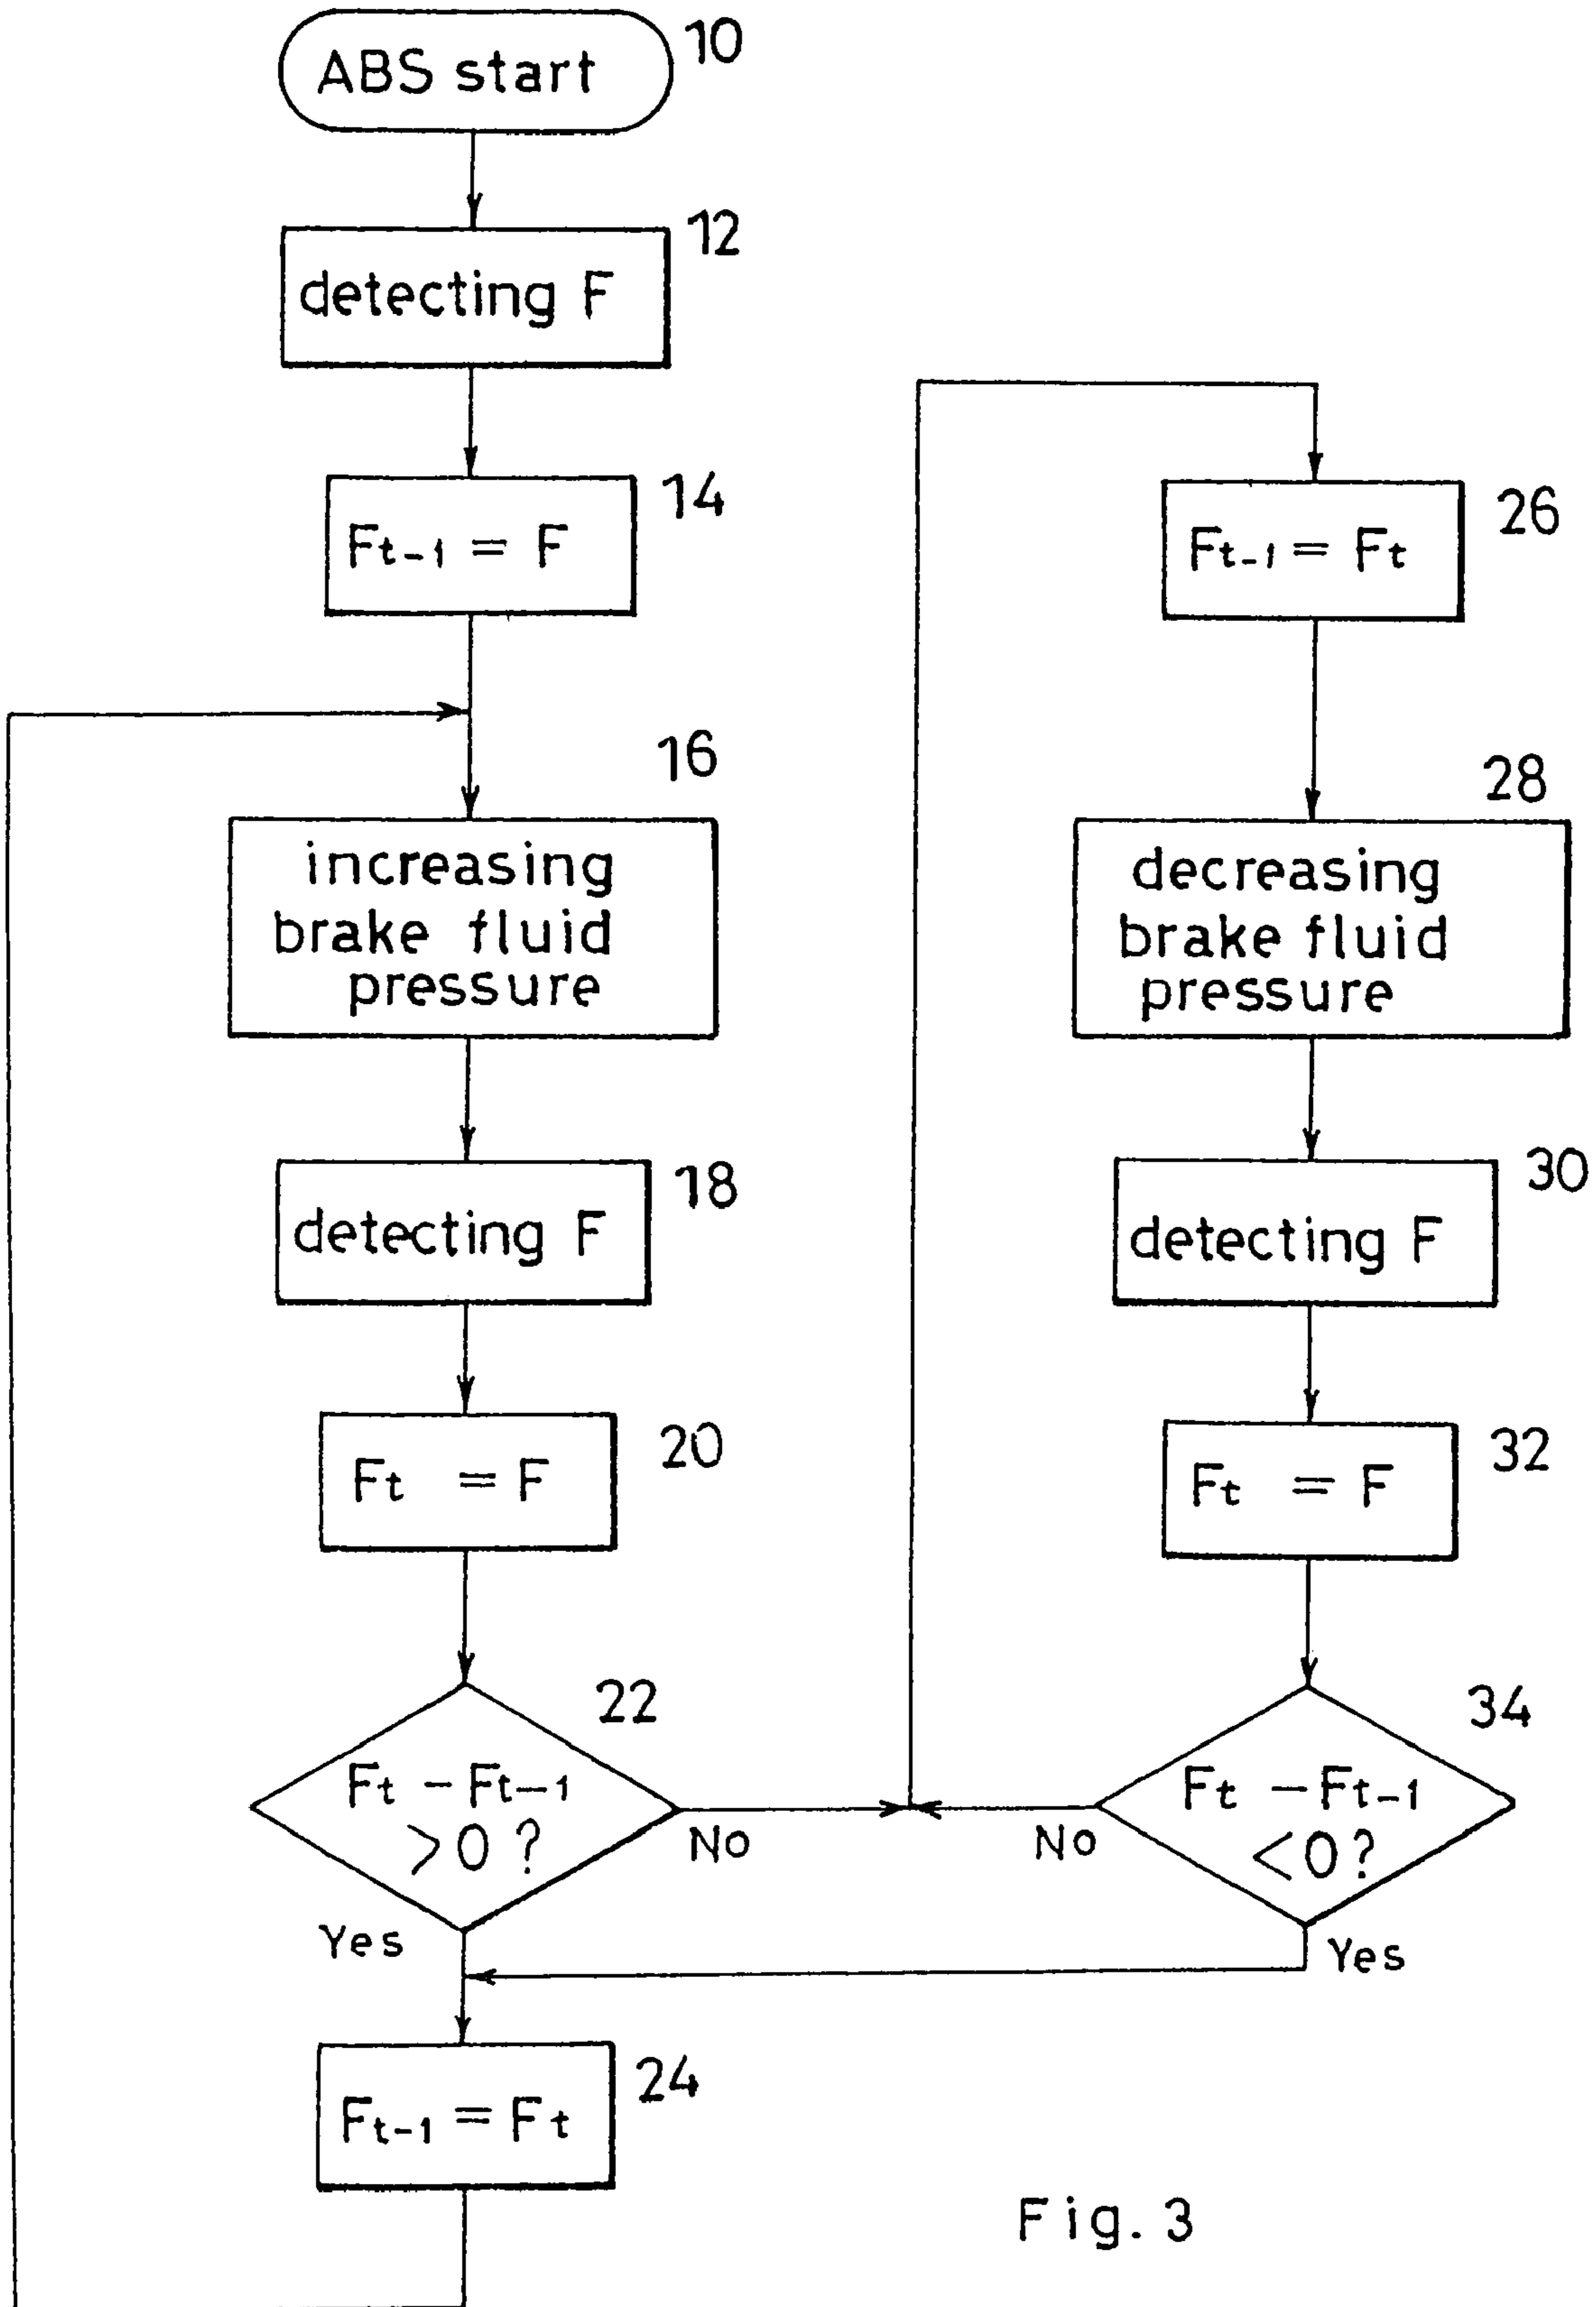 ABS start
10
detecting F
12
Ft-1 = F
14
increasing
brake fluid
pressure
16
detecting F
18
Ft = F
20
Ft - Ft-1
>0?
22
No
Yes
Ft-1 = Ft
24
Ft-1 = Ft
26
decreasing
brake fluid
pressure
28
detecting F
30
Ft = F
32
Ft - Ft-1
<0?
34
No
Yes
Fig. 3